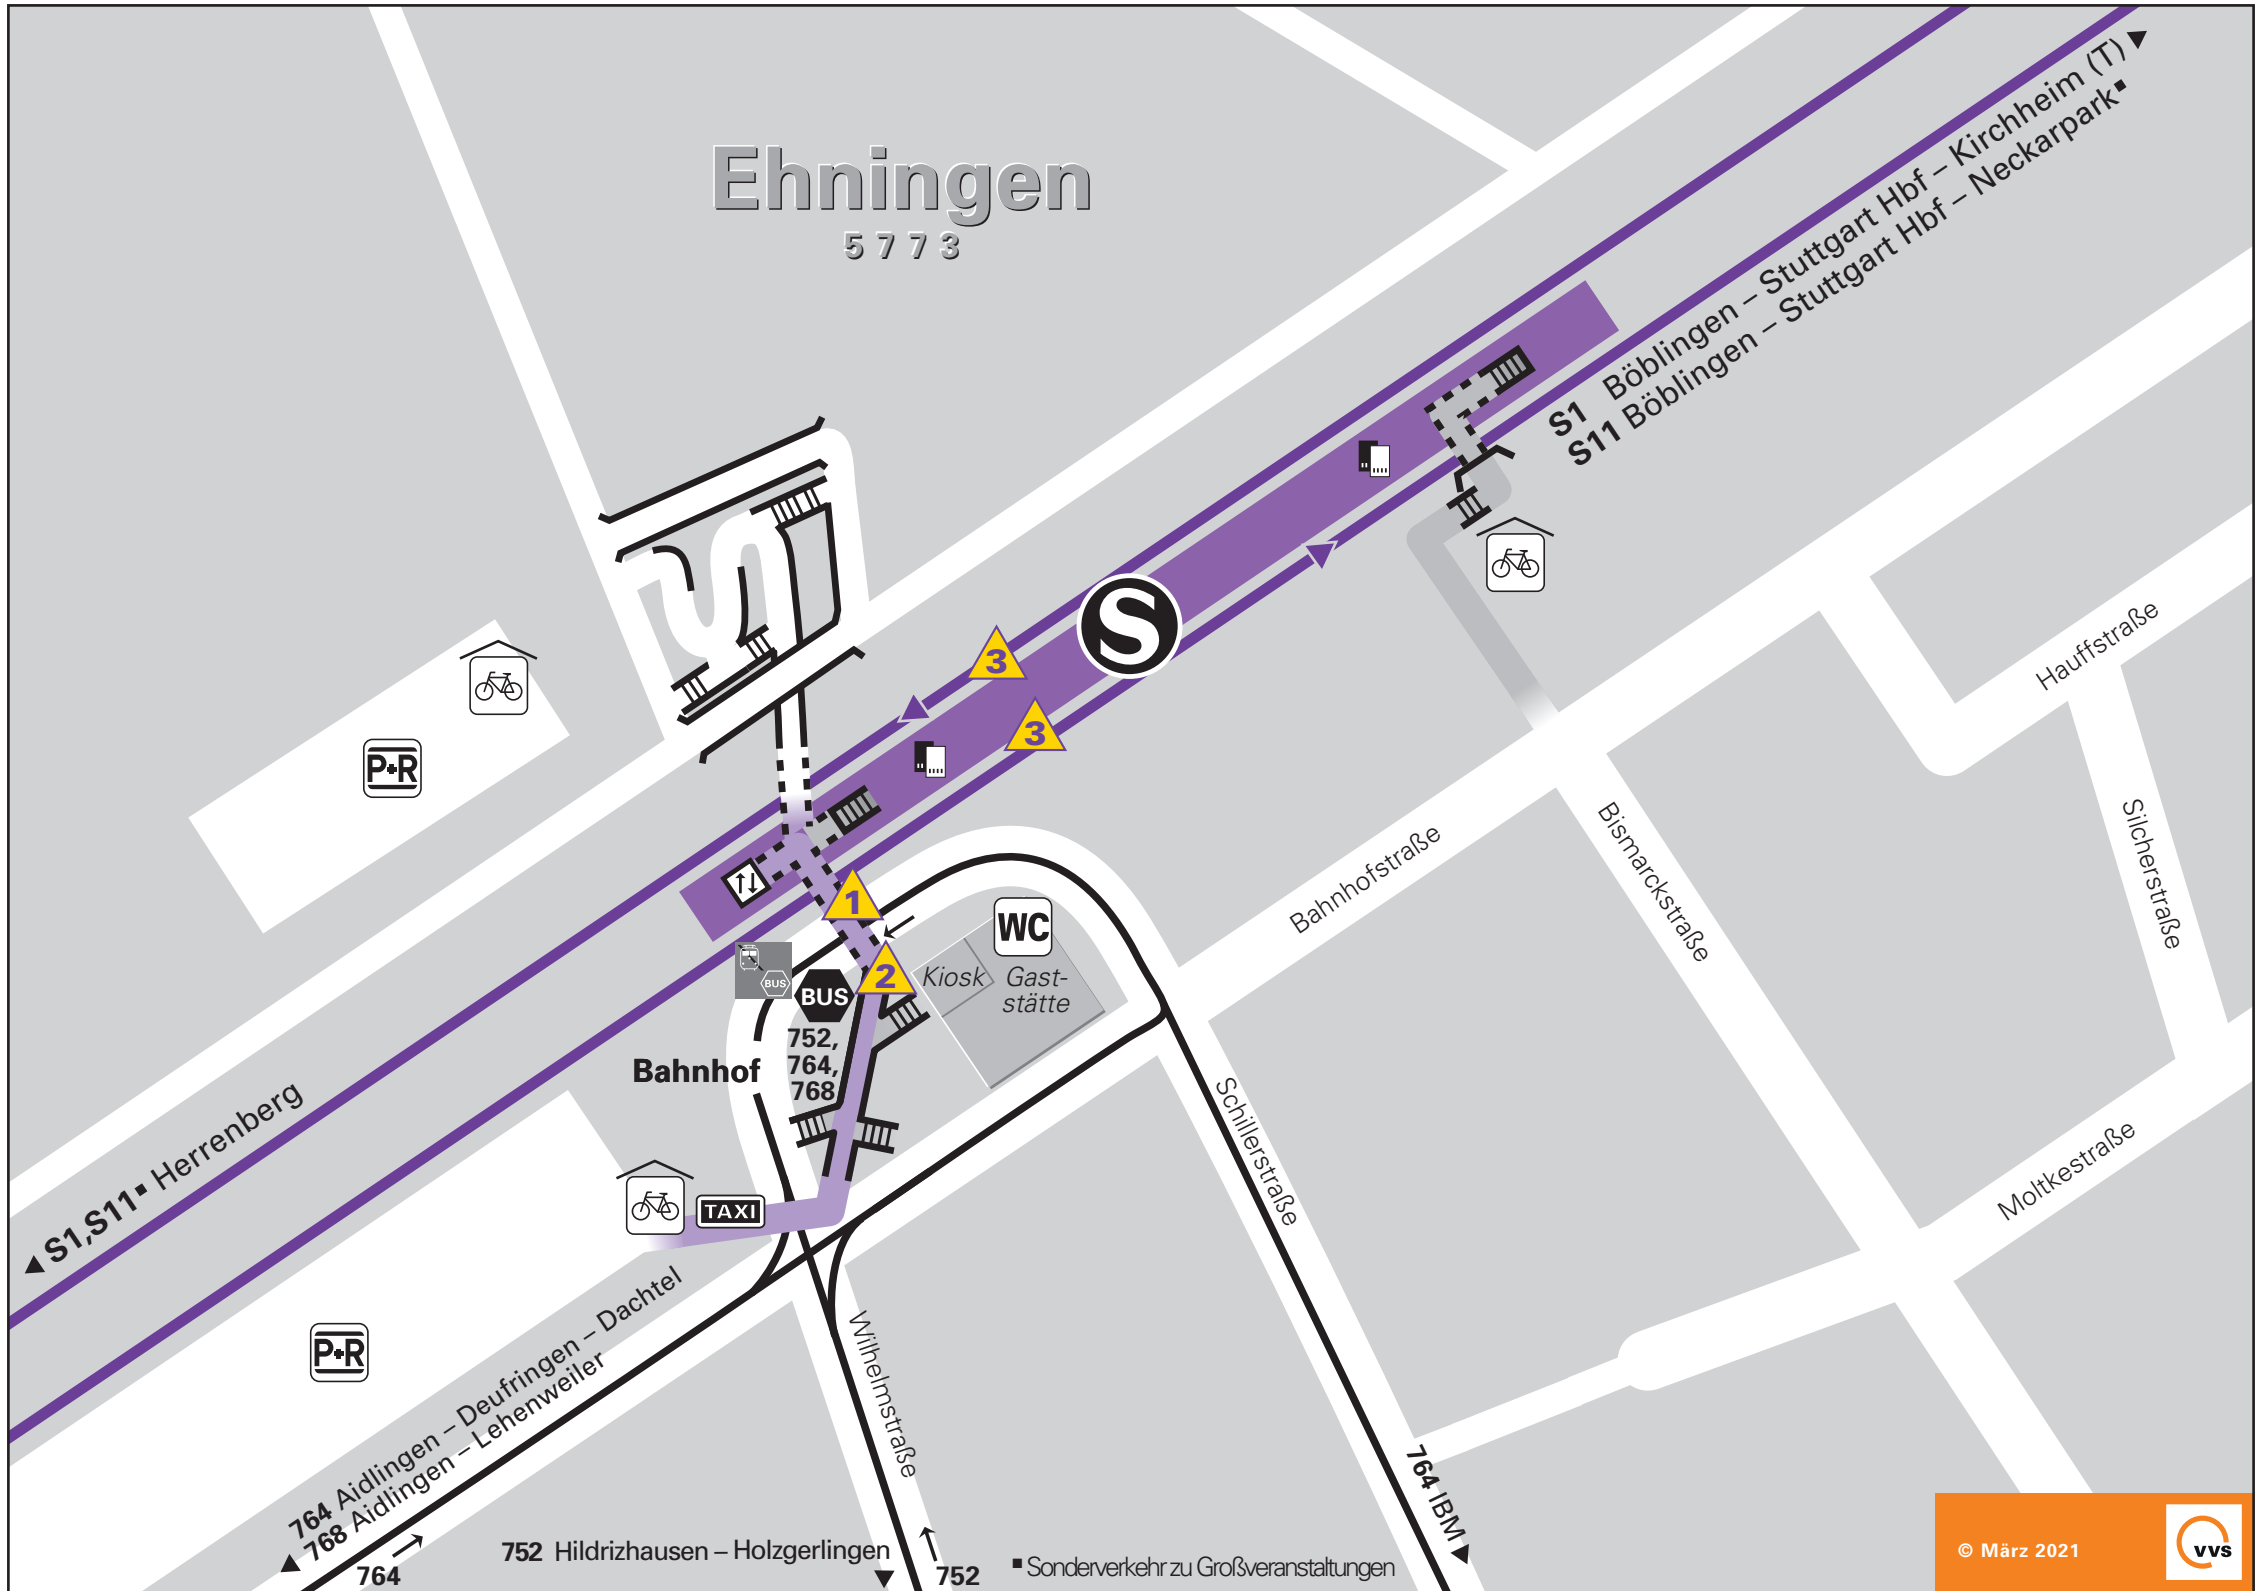 Ehningen
5773
S1 Böblingen – Stuttgart Hbf – Kirchheim (T)
S11 Böblingen – Stuttgart Hbf – Neckarpark▪
S
3
3
P+R
Hauffstraße
Silcherstraße
Bismarckstraße
Bahnhofstraße
1
2
WC
Kiosk
Gast-
stätte
BUS
BUS
752,
764,
768
Bahnhof
Schillerstraße
Moltkestraße
S1,S11▪ Herrenberg
TAXI
P+R
Wilhelmstraße
764 Aidlingen – Deufringen – Dachtel
768 Aidlingen – Lehenweiler
764
752 Hildrizhausen – Holzgerlingen
752
764 IBM
▪ Sonderverkehr zu Großveranstaltungen
© März 2021
vvs